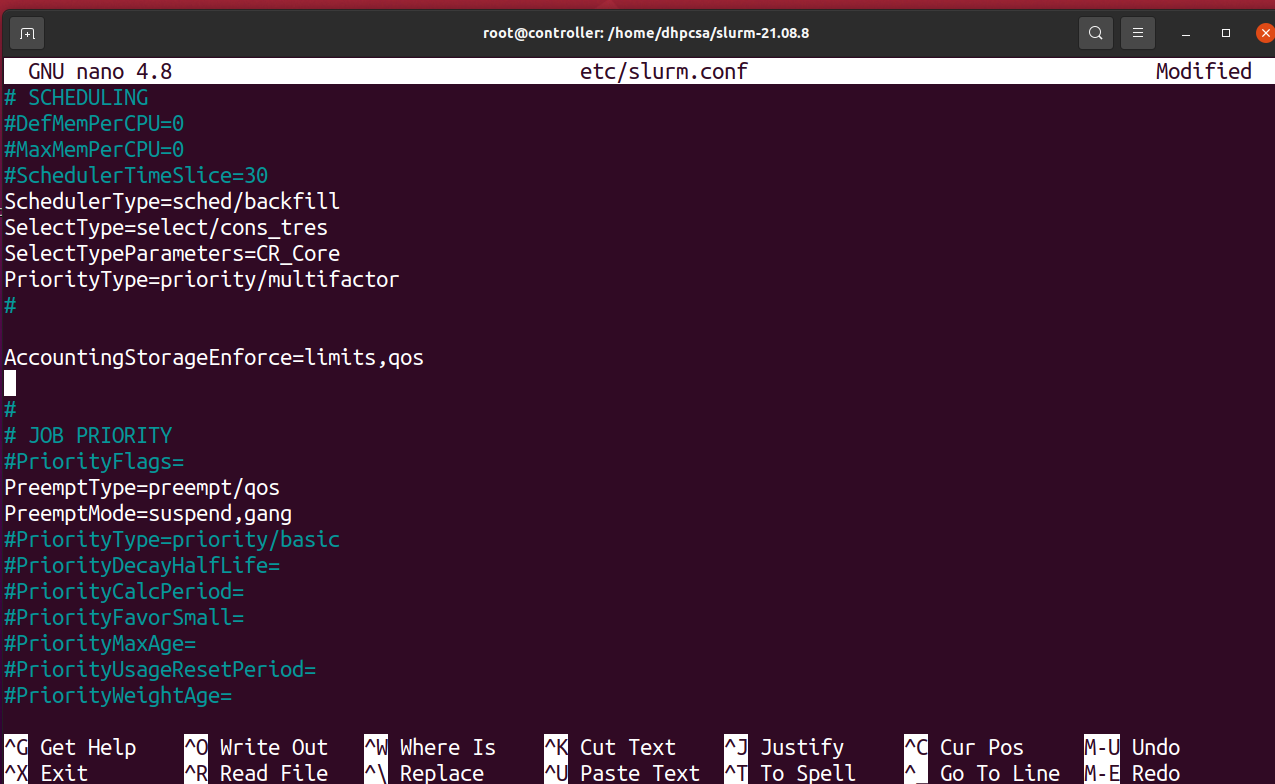 root@controller: /home/dhpcsa/slurm-21.08.8
GNU nano 4.8 etc/slurm.conf Modified
# SCHEDULING
#DefMemPerCPU=0
#MaxMemPerCPU=0
#SchedulerTimeSlice=30
SchedulerType=sched/backfill
SelectType=select/cons_tres
SelectTypeParameters=CR_Core
PriorityType=priority/multifactor
#
AccountingStorageEnforce=limits,qos
#
# JOB PRIORITY
#PriorityFlags=
PreemptType=preempt/qos
PreemptMode=suspend,gang
#PriorityType=priority/basic
#PriorityDecayHalfLife=
#PriorityCalcPeriod=
#PriorityFavorSmall=
#PriorityMaxAge=
#PriorityUsageResetPeriod=
#PriorityWeightAge=
^G Get Help ^O Write Out ^W Where Is ^K Cut Text ^J Justify ^C Cur Pos M-U Undo
^X Exit ^R Read File ^\ Replace ^U Paste Text ^T To Spell ^_ Go To Line M-E Redo